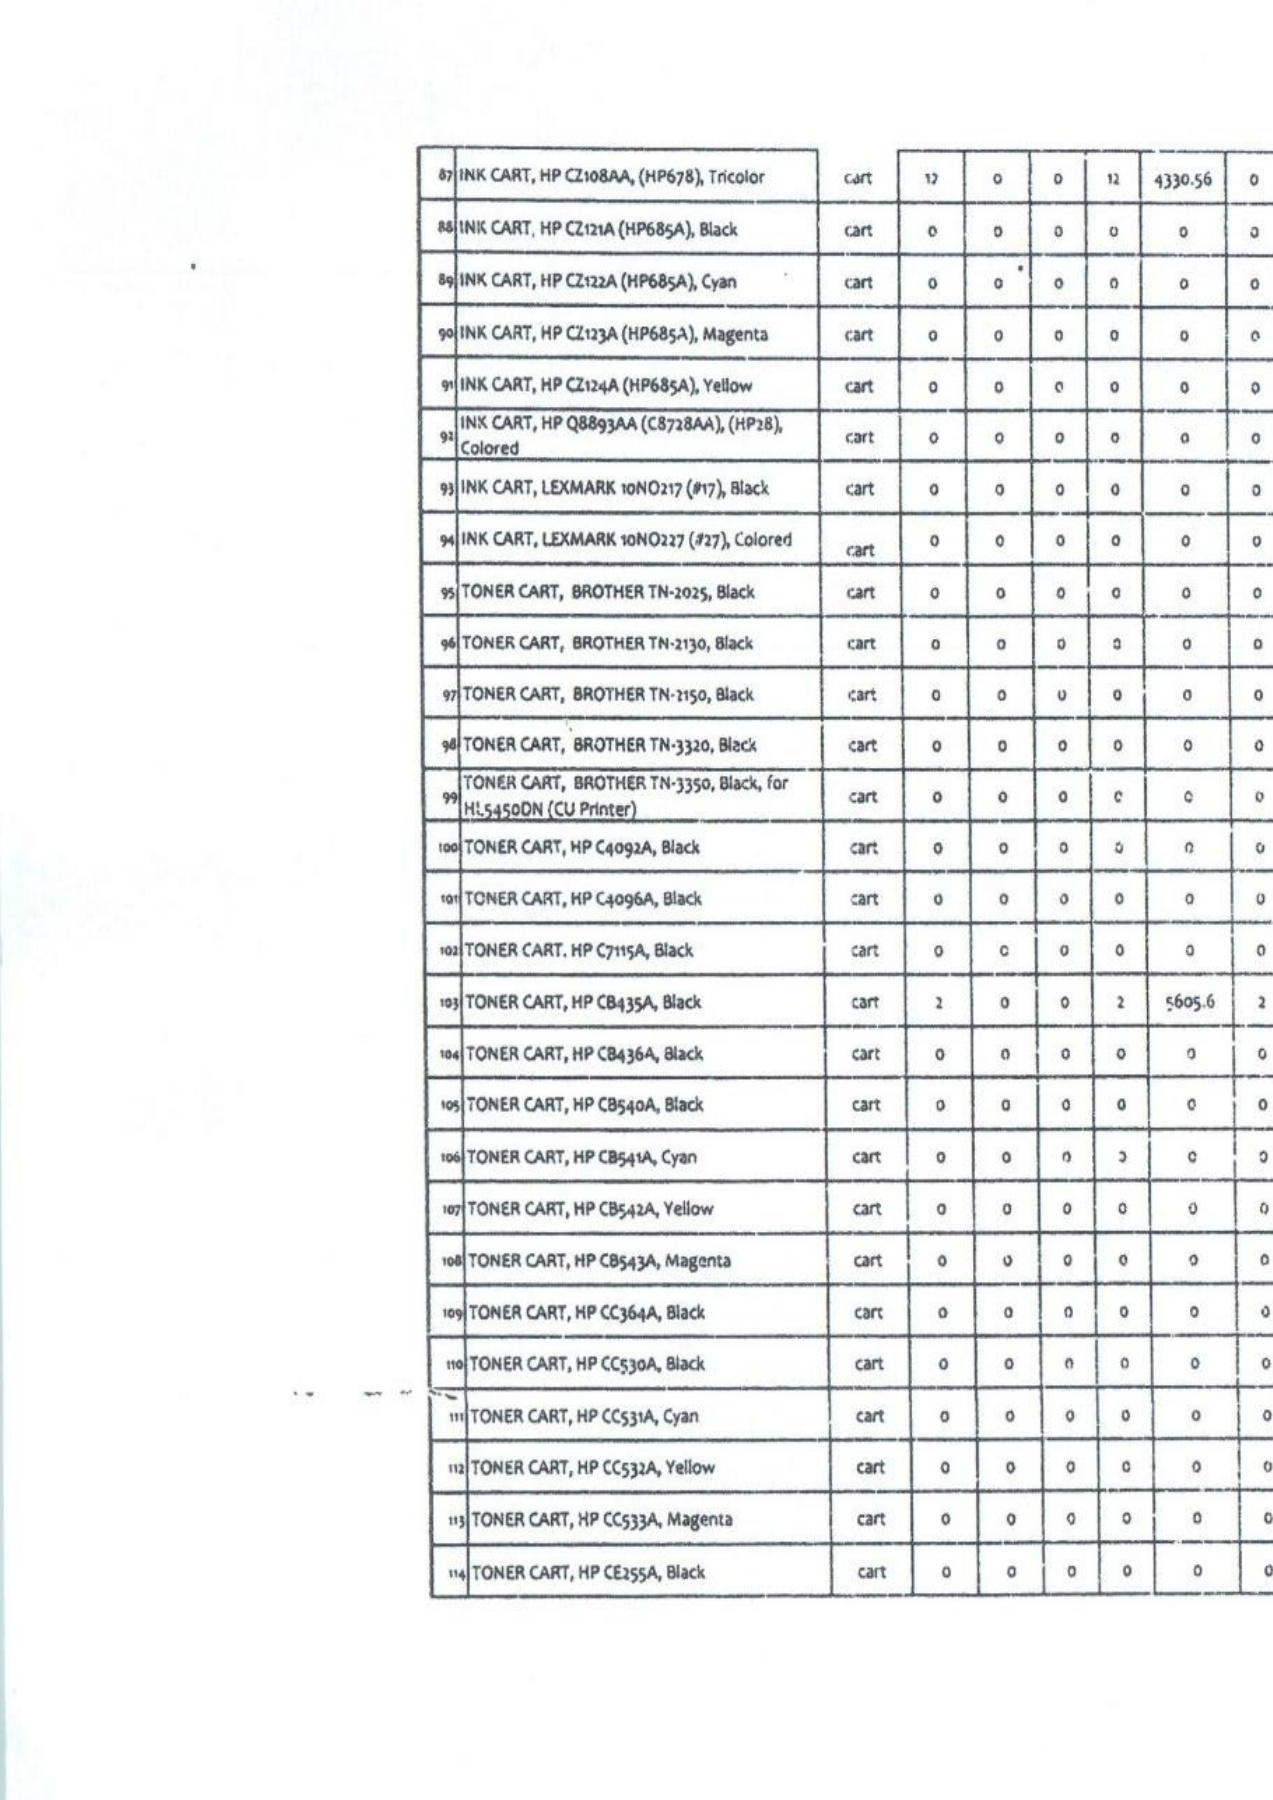 87 INK CART, HP CZ108AA, (HP678), Tricolor cart 12 0 0 12 4330.56 0
88 INK CART, HP CZ121A (HP685A), Black cart 0 0 0 0 0 0
89 INK CART, HP CZ122A (HP685A), Cyan cart 0 0 0 0 0 0
90 INK CART, HP CZ123A (HP685A), Magenta cart 0 0 0 0 0 0
91 INK CART, HP CZ124A (HP685A), Yellow cart 0 0 0 0 0 0
92 INK CART, HP Q8893AA (C8728AA), (HP28),
Colored cart 0 0 0 0 0 0
93 INK CART, LEXMARK 10NO217 (#17), Black cart 0 0 0 0 0 0
94 INK CART, LEXMARK 10NO227 (#27), Colored cart 0 0 0 0 0 0
95 TONER CART, BROTHER TN-2025, Black cart 0 0 0 0 0 0
96 TONER CART, BROTHER TN-2130, Black cart 0 0 0 0 0 0
97 TONER CART, BROTHER TN-2150, Black cart 0 0 0 0 0 0
98 TONER CART, BROTHER TN-3320, Black cart 0 0 0 0 0 0
99 TONER CART, BROTHER TN-3350, Black, for
HL5450DN (CU Printer) cart 0 0 0 0 0 0
100 TONER CART, HP C4092A, Black cart 0 0 0 0 0 0
101 TONER CART, HP C4096A, Black cart 0 0 0 0 0 0
102 TONER CART. HP C7115A, Black cart 0 0 0 0 0 0
103 TONER CART, HP CB435A, Black cart 2 0 0 2 5605.6 2
104 TONER CART, HP CB436A, Black cart 0 0 0 0 0 0
105 TONER CART, HP CB540A, Black cart 0 0 0 0 0 0
106 TONER CART, HP CB541A, Cyan cart 0 0 0 0 0 0
107 TONER CART, HP CB542A, Yellow cart 0 0 0 0 0 0
108 TONER CART, HP CB543A, Magenta cart 0 0 0 0 0 0
109 TONER CART, HP CC364A, Black cart 0 0 0 0 0 0
110 TONER CART, HP CC530A, Black cart 0 0 0 0 0 0
111 TONER CART, HP CC531A, Cyan cart 0 0 0 0 0 0
112 TONER CART, HP CC532A, Yellow cart 0 0 0 0 0 0
113 TONER CART, HP CC533A, Magenta cart 0 0 0 0 0 0
114 TONER CART, HP CE255A, Black cart 0 0 0 0 0 0